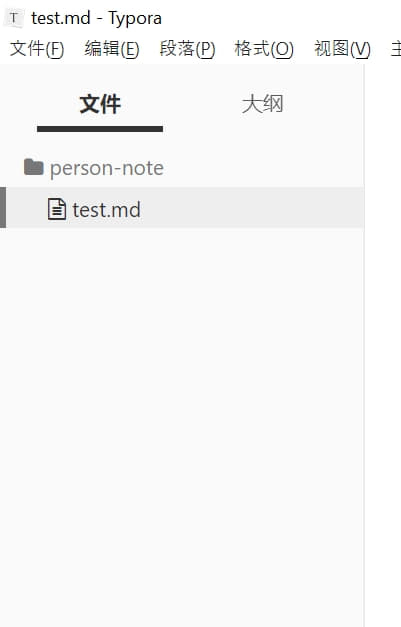 T test.md - Typora
文件(F) 编辑(E) 段落(P) 格式(O) 视图(V) 主
文件 大纲
person-note
test.md